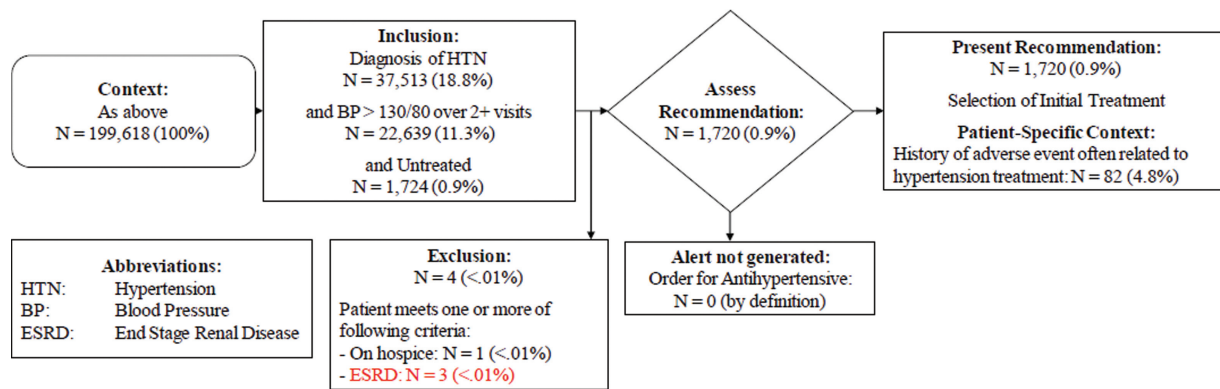 Context:
As above
N = 199,618 (100%)
Inclusion:
Diagnosis of HTN
N = 37,513 (18.8%)
and BP > 130/80 over 2+ visits
N = 22,639 (11.3%)
and Untreated
N = 1,724 (0.9%)
Assess
Recommendation:
N = 1,720 (0.9%)
Present Recommendation:
N = 1,720 (0.9%)
Selection of Initial Treatment
Patient-Specific Context:
History of adverse event often related to
hypertension treatment: N = 82 (4.8%)
Abbreviations:
HTN: Hypertension
BP: Blood Pressure
ESRD: End Stage Renal Disease
Exclusion:
N = 4 (<.01%)
Patient meets one or more of
following criteria:
- On hospice: N = 1 (<.01%)
- ESRD: N = 3 (<.01%)
Alert not generated:
Order for Antihypertensive:
N = 0 (by definition)